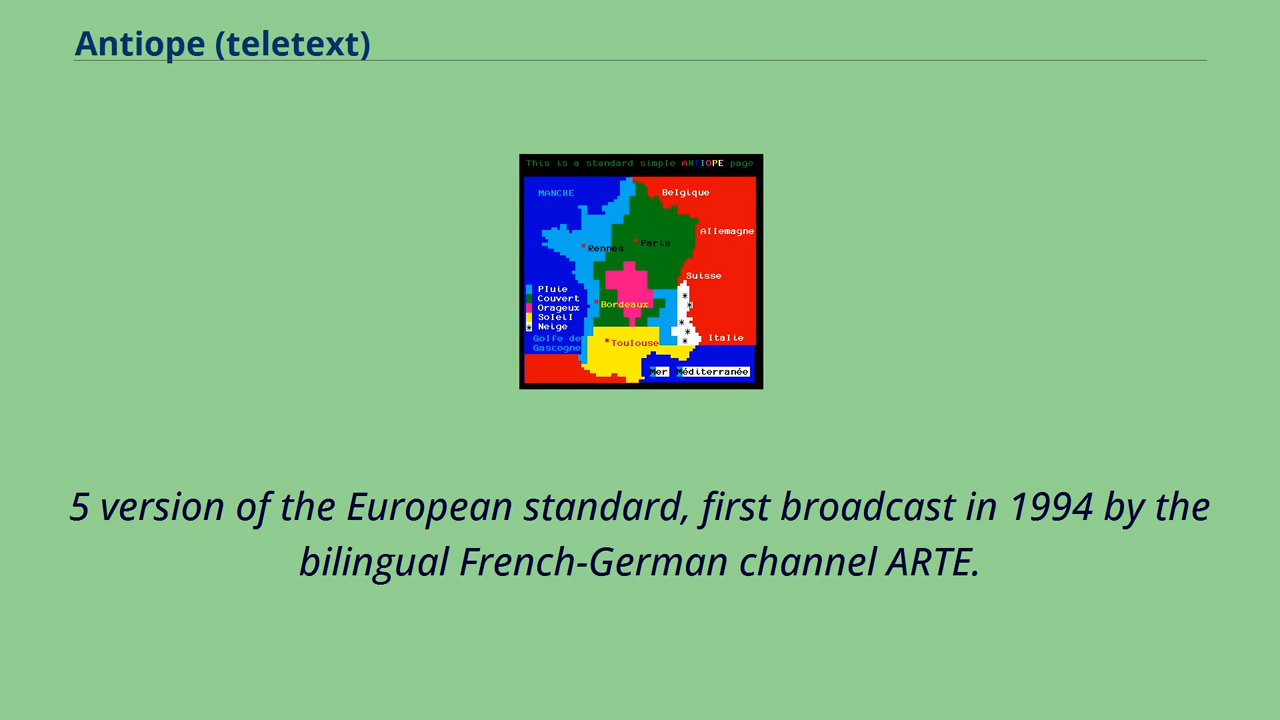 Antiope (teletext)
This is a standard simple ANTIOPE page
MANCHE
Belgique
Allemagne
Paris
Rennes
Suisse
Pluie
Couvert
Orageux
Soleil
Neige
Bordeaux
Golfe de
Gascogne
Toulouse
Italie
Mer Méditerranée
5 version of the European standard, first broadcast in 1994 by the
bilingual French-German channel ARTE.